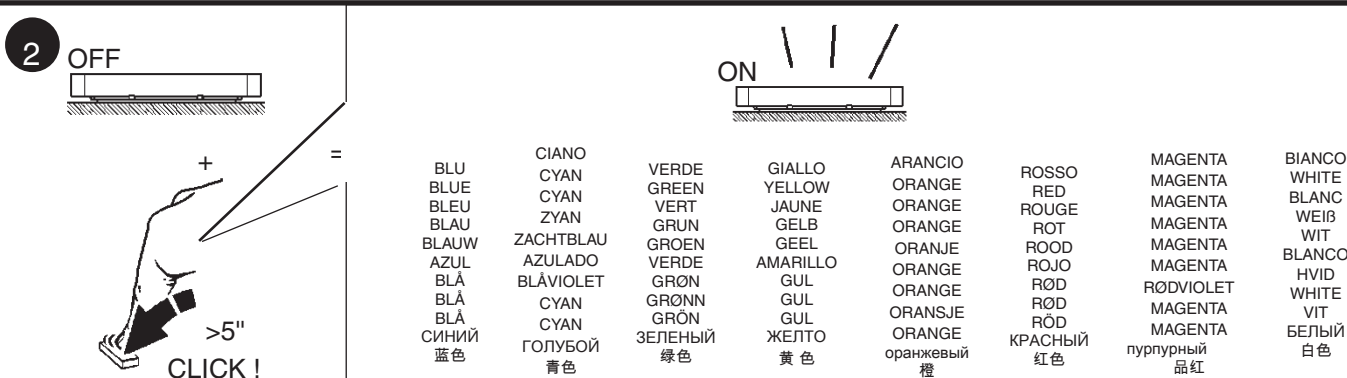 2
OFF
ON
+
=
>5"
CLICK !
BLU
BLUE
BLEU
BLAU
BLAUW
AZUL
BLÅ
BLÅ
BLÅ
СИНИЙ
蓝色
CIANO
CYAN
CYAN
ZYAN
ZACHTBLAU
AZULADO
BLÅVIOLET
CYAN
CYAN
ГОЛУБОЙ
青色
VERDE
GREEN
VERT
GRUN
GROEN
VERDE
GRØN
GRØNN
GRÖN
ЗЕЛЕНЫЙ
绿色
GIALLO
YELLOW
JAUNE
GELB
GEEL
AMARILLO
GUL
GUL
GUL
ЖЕЛТО
黄 色
ARANCIO
ORANGE
ORANGE
ORANGE
ORANJE
ORANGE
ORANGE
ORANSJE
ORANGE
оранжевый
橙
ROSSO
RED
ROUGE
ROT
ROOD
ROJO
RØD
RØD
RÖD
КРАСНЫЙ
红色
MAGENTA
MAGENTA
MAGENTA
MAGENTA
MAGENTA
MAGENTA
RØDVIOLET
MAGENTA
MAGENTA
пурпурный
品红
BIANCO
WHITE
BLANC
WEIß
WIT
BLANCO
HVID
WHITE
VIT
БЕЛЫЙ
白色